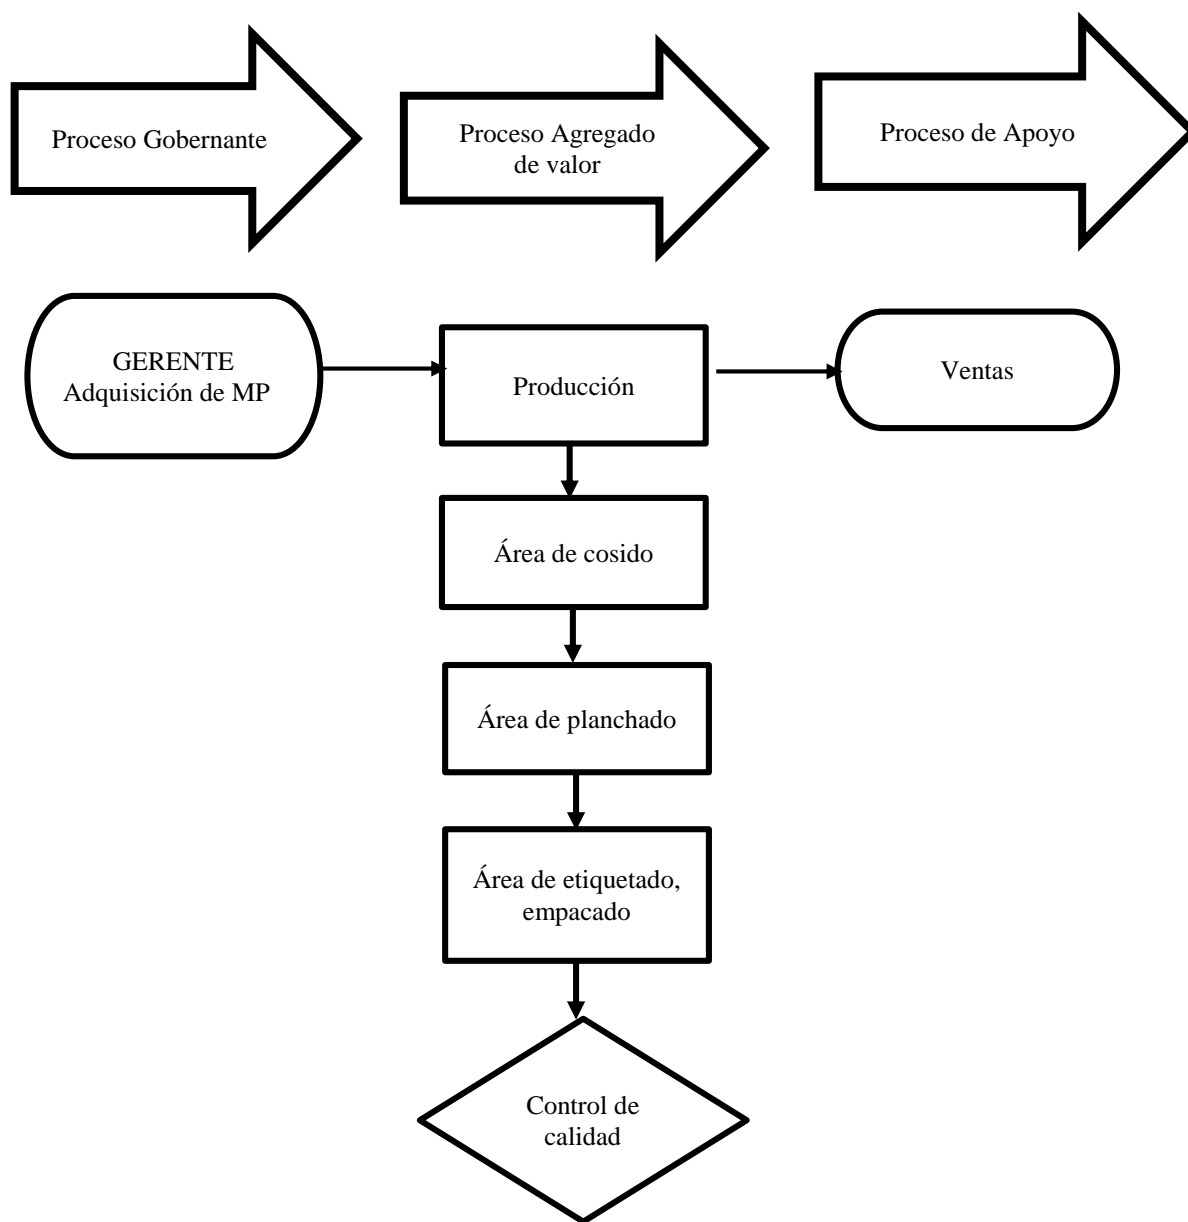 Proceso Gobernante
Proceso Agregado
de valor
Proceso de Apoyo
GERENTE
Adquisición de MP
Producción
Ventas
Área de cosido
Área de planchado
Área de etiquetado,
empacado
Control de
calidad